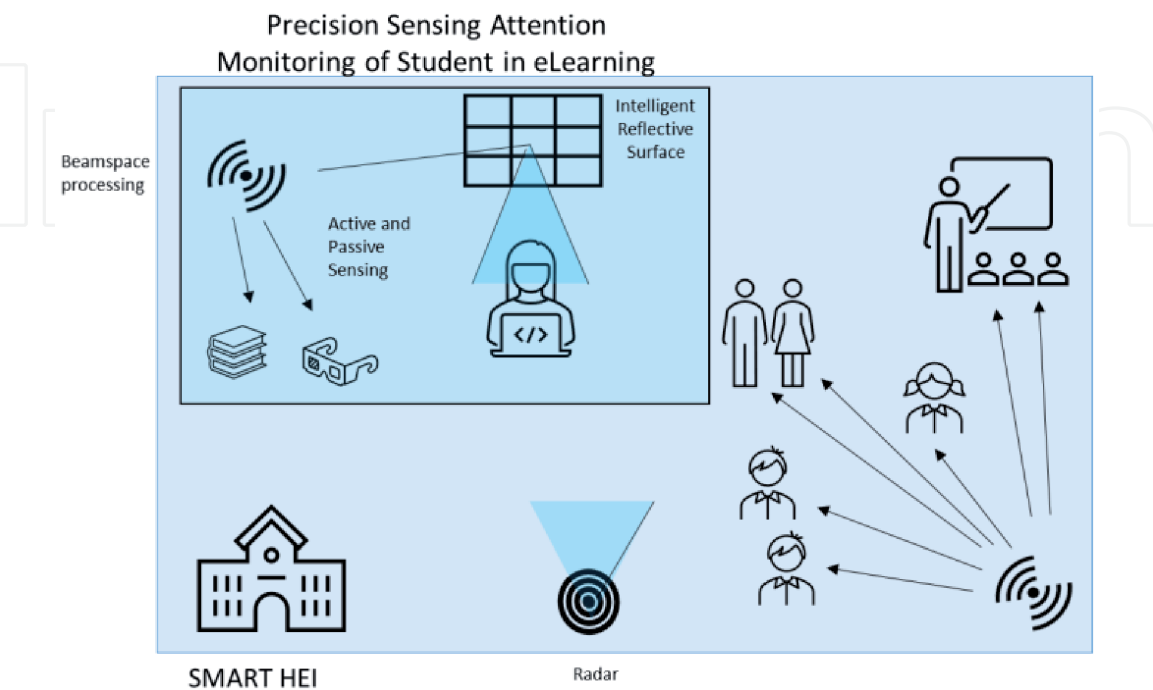 Precision Sensing Attention
Monitoring of Student in eLearning
Intelligent
Reflective
Surface
Beamspace
processing
Active and
Passive
Sensing
</>
SMART HEI
Radar